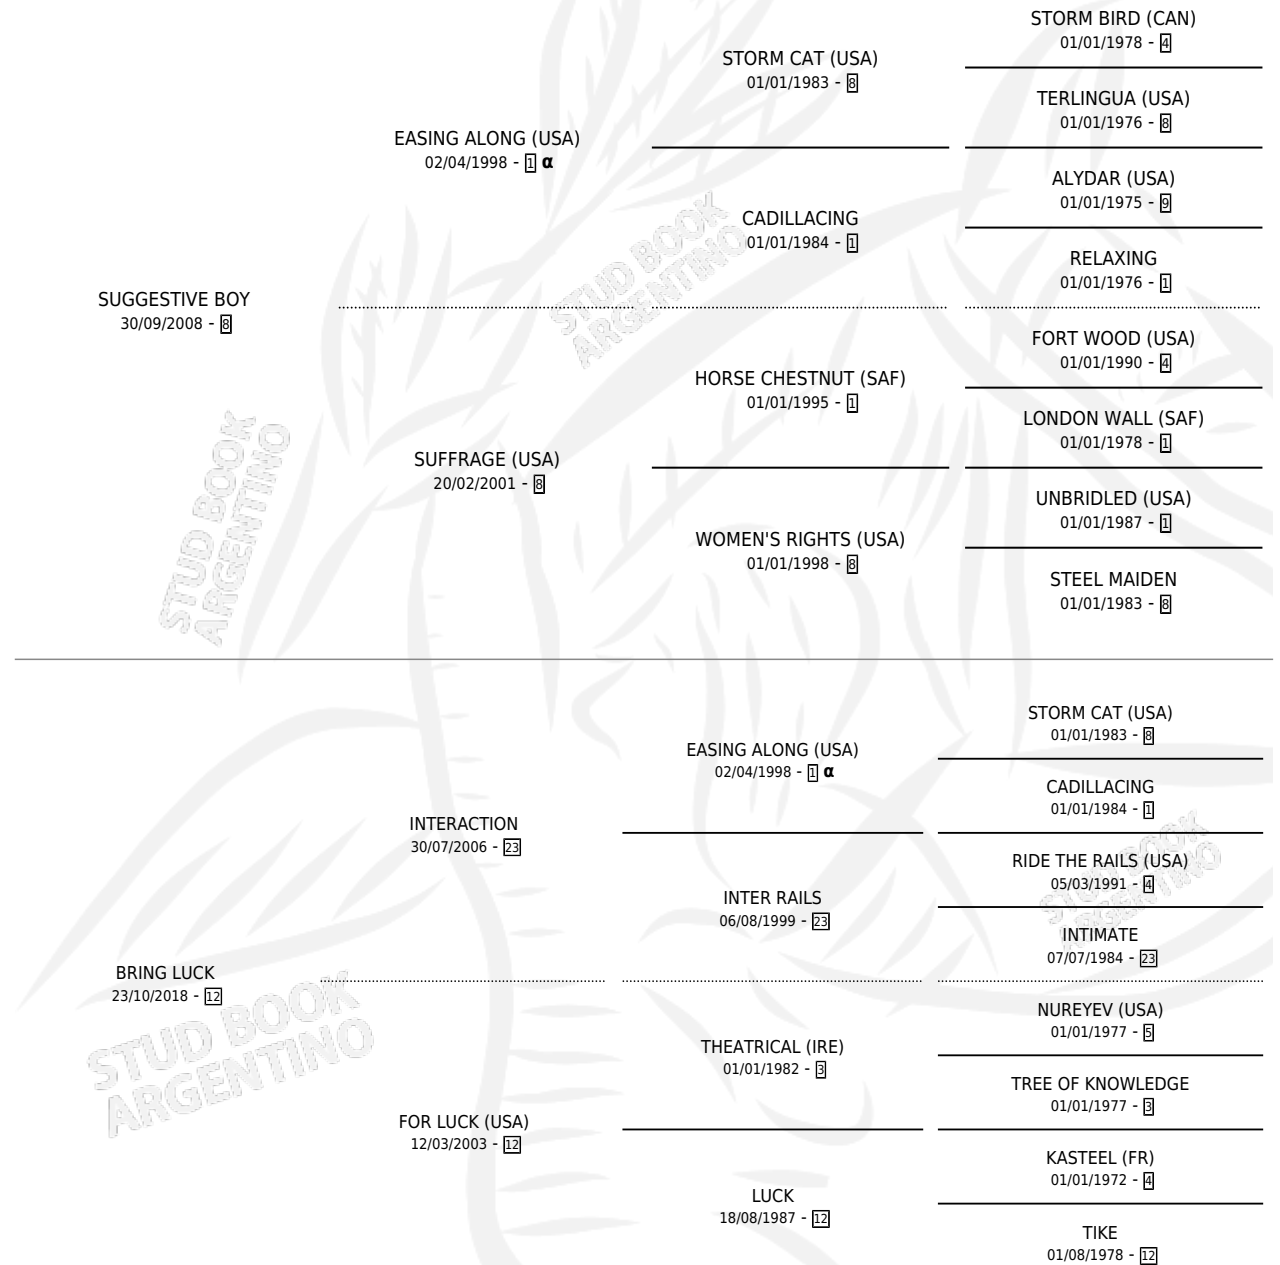 STORM BIRD (CAN)
01/01/1978 - 4
STORM CAT (USA)
01/01/1983 - 8
TERLINGUA (USA)
01/01/1976 - 8
EASING ALONG (USA)
02/04/1998 - 1 α
ALYDAR (USA)
01/01/1975 - 9
CADILLACING
01/01/1984 - 1
RELAXING
01/01/1976 - 1
SUGGESTIVE BOY
30/09/2008 - 8
FORT WOOD (USA)
01/01/1990 - 4
HORSE CHESTNUT (SAF)
01/01/1995 - 1
LONDON WALL (SAF)
01/01/1978 - 1
SUFFRAGE (USA)
20/02/2001 - 8
UNBRIDLED (USA)
01/01/1987 - 1
WOMEN'S RIGHTS (USA)
01/01/1998 - 8
STEEL MAIDEN
01/01/1983 - 8
STORM CAT (USA)
01/01/1983 - 8
EASING ALONG (USA)
02/04/1998 - 1 α
CADILLACING
01/01/1984 - 1
INTERACTION
30/07/2006 - 23
RIDE THE RAILS (USA)
05/03/1991 - 4
INTER RAILS
06/08/1999 - 23
INTIMATE
07/07/1984 - 23
BRING LUCK
23/10/2018 - 12
NUREYEV (USA)
01/01/1977 - 5
THEATRICAL (IRE)
01/01/1982 - 3
TREE OF KNOWLEDGE
01/01/1977 - 3
FOR LUCK (USA)
12/03/2003 - 12
KASTEEL (FR)
01/01/1972 - 4
LUCK
18/08/1987 - 12
TIKE
01/08/1978 - 12
STUD BOOK
ARGENTINO
STUD BOOK
ARGENTINO
STUD BOOK
ARGENTINO
STUD BOOK
ARGENTINO